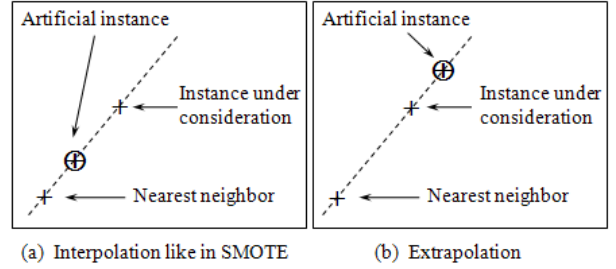 Artificial instance
Instance under
consideration
Nearest neighbor
(a) Interpolation like in SMOTE
Artificial instance
Instance under
consideration
Nearest neighbor
(b) Extrapolation